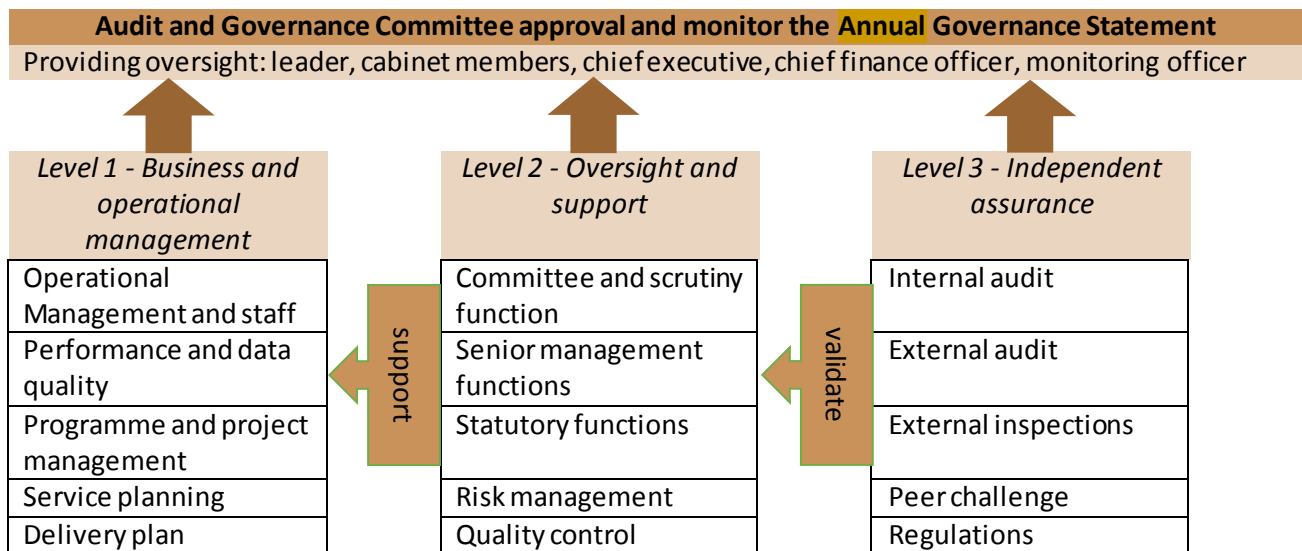 Audit and Governance Committee approval and monitor the Annual Governance Statement
Providing oversight: leader, cabinet members, chief executive, chief finance officer, monitoring officer
Level 1 - Business and
operational
management
Operational
Management and staff
Performance and data
quality
Programme and project
management
Service planning
Delivery plan
support
Level 2 - Oversight and
support
Committee and scrutiny
function
Senior management
functions
Statutory functions
Risk management
Quality control
validate
Level 3 - Independent
assurance
Internal audit
External audit
External inspections
Peer challenge
Regulations